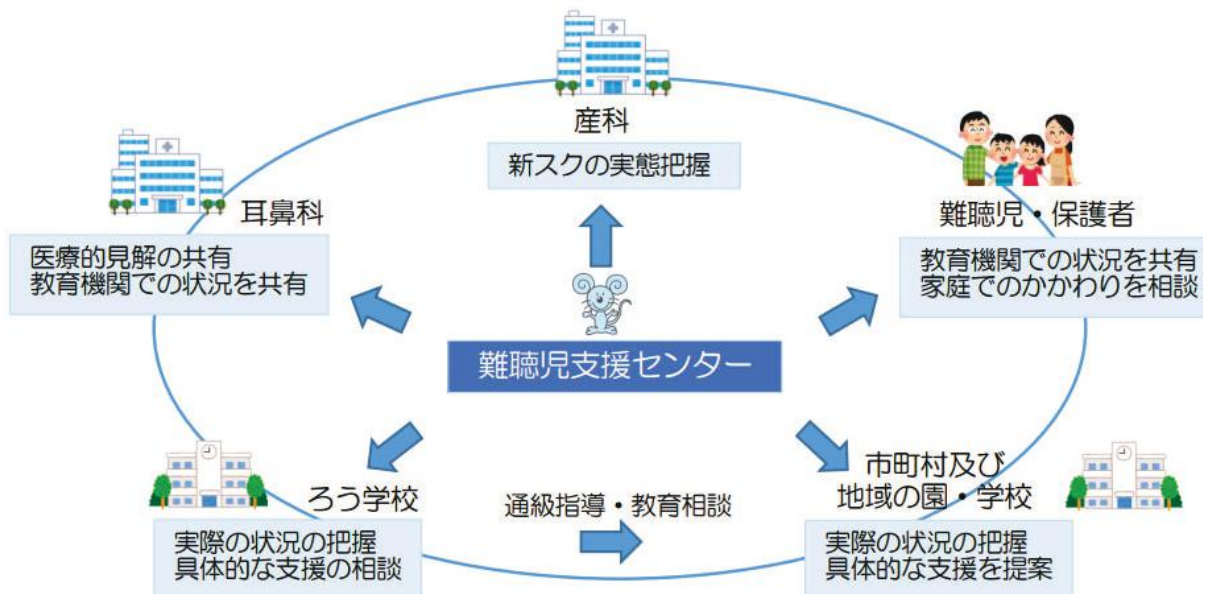 産科
新スクの実態把握
耳鼻科
医療的見解の共有
教育機関での状況を共有
難聴児・保護者
教育機関での状況を共有
家庭でのかかわりを相談
難聴児支援センター
ろう学校
実際の状況の把握
具体的な支援の相談
通級指導・教育相談
市町村及び
地域の園・学校
実際の状況の把握
具体的な支援を提案